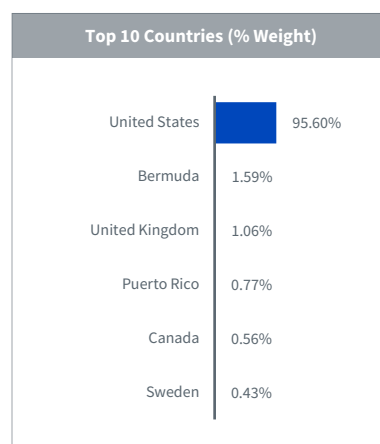 Top 10 Countries (% Weight)
United States 95.60%
Bermuda 1.59%
United Kingdom 1.06%
Puerto Rico 0.77%
Canada 0.56%
Sweden 0.43%